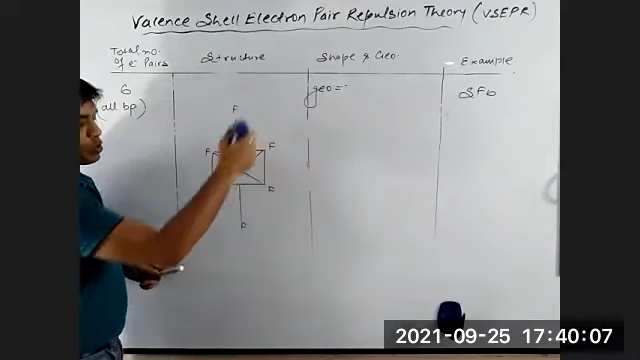 Valence Shell Electron Pair Repulsion Theory (VSEPR)
Total no. of e⁻ Pairs
Structure
Shape & Geo.
Example
6
(all bp)
geo =
SF6
F
F
F
F
F
2021-09-25 17:40:07